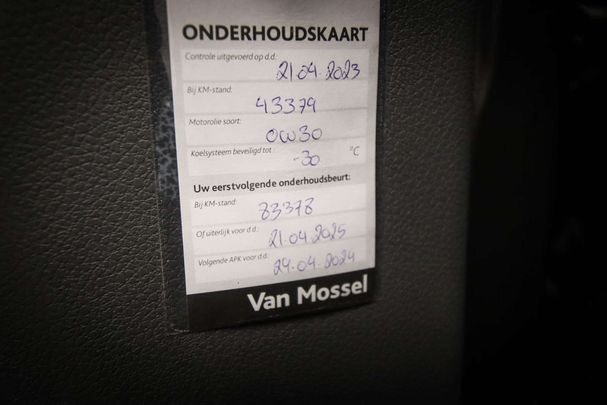 ONDERHOUDSKAART
Controle uitgevoerd op d.d.: 21.04.2023
Bij KM-stand: 43379
Motorolie soort: 0W30
Koelsysteem beveiligd tot: -30 °C
Uw eerstvolgende onderhoudsbeurt:
Bij KM-stand: 83378
Of uiterlijk voor d.d.: 21.04.2025
Volgende APK voor d.d.: 24.04.2024
Van Mossel